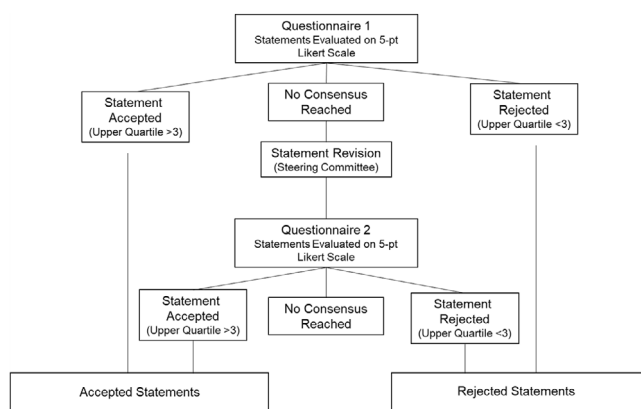 Questionnaire 1
Statements Evaluated on 5-pt
Likert Scale
Statement
Accepted
(Upper Quartile >3)
No Consensus
Reached
Statement
Rejected
(Upper Quartile <3)
Statement Revision
(Steering Committee)
Questionnaire 2
Statements Evaluated on 5-pt
Likert Scale
Statement
Accepted
(Upper Quartile >3)
No Consensus
Reached
Statement
Rejected
(Upper Quartile <3)
Accepted Statements
Rejected Statements